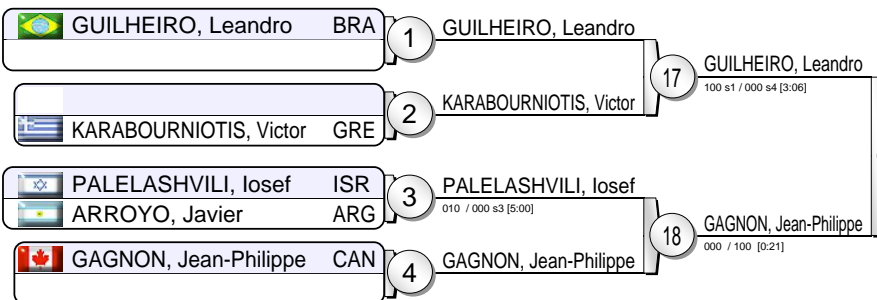 GUILHEIRO, Leandro BRA
1
GUILHEIRO, Leandro
17
GUILHEIRO, Leandro
100 s1 / 000 s4 [3:06]
2
KARABOURNIOTIS, Victor
KARABOURNIOTIS, Victor GRE
PALELASHVILI, Iosef ISR
3
PALELASHVILI, Iosef
010 / 000 s3 [5:00]
ARROYO, Javier ARG
18
GAGNON, Jean-Philippe
000 / 100 [0:21]
GAGNON, Jean-Philippe CAN
4
GAGNON, Jean-Philippe